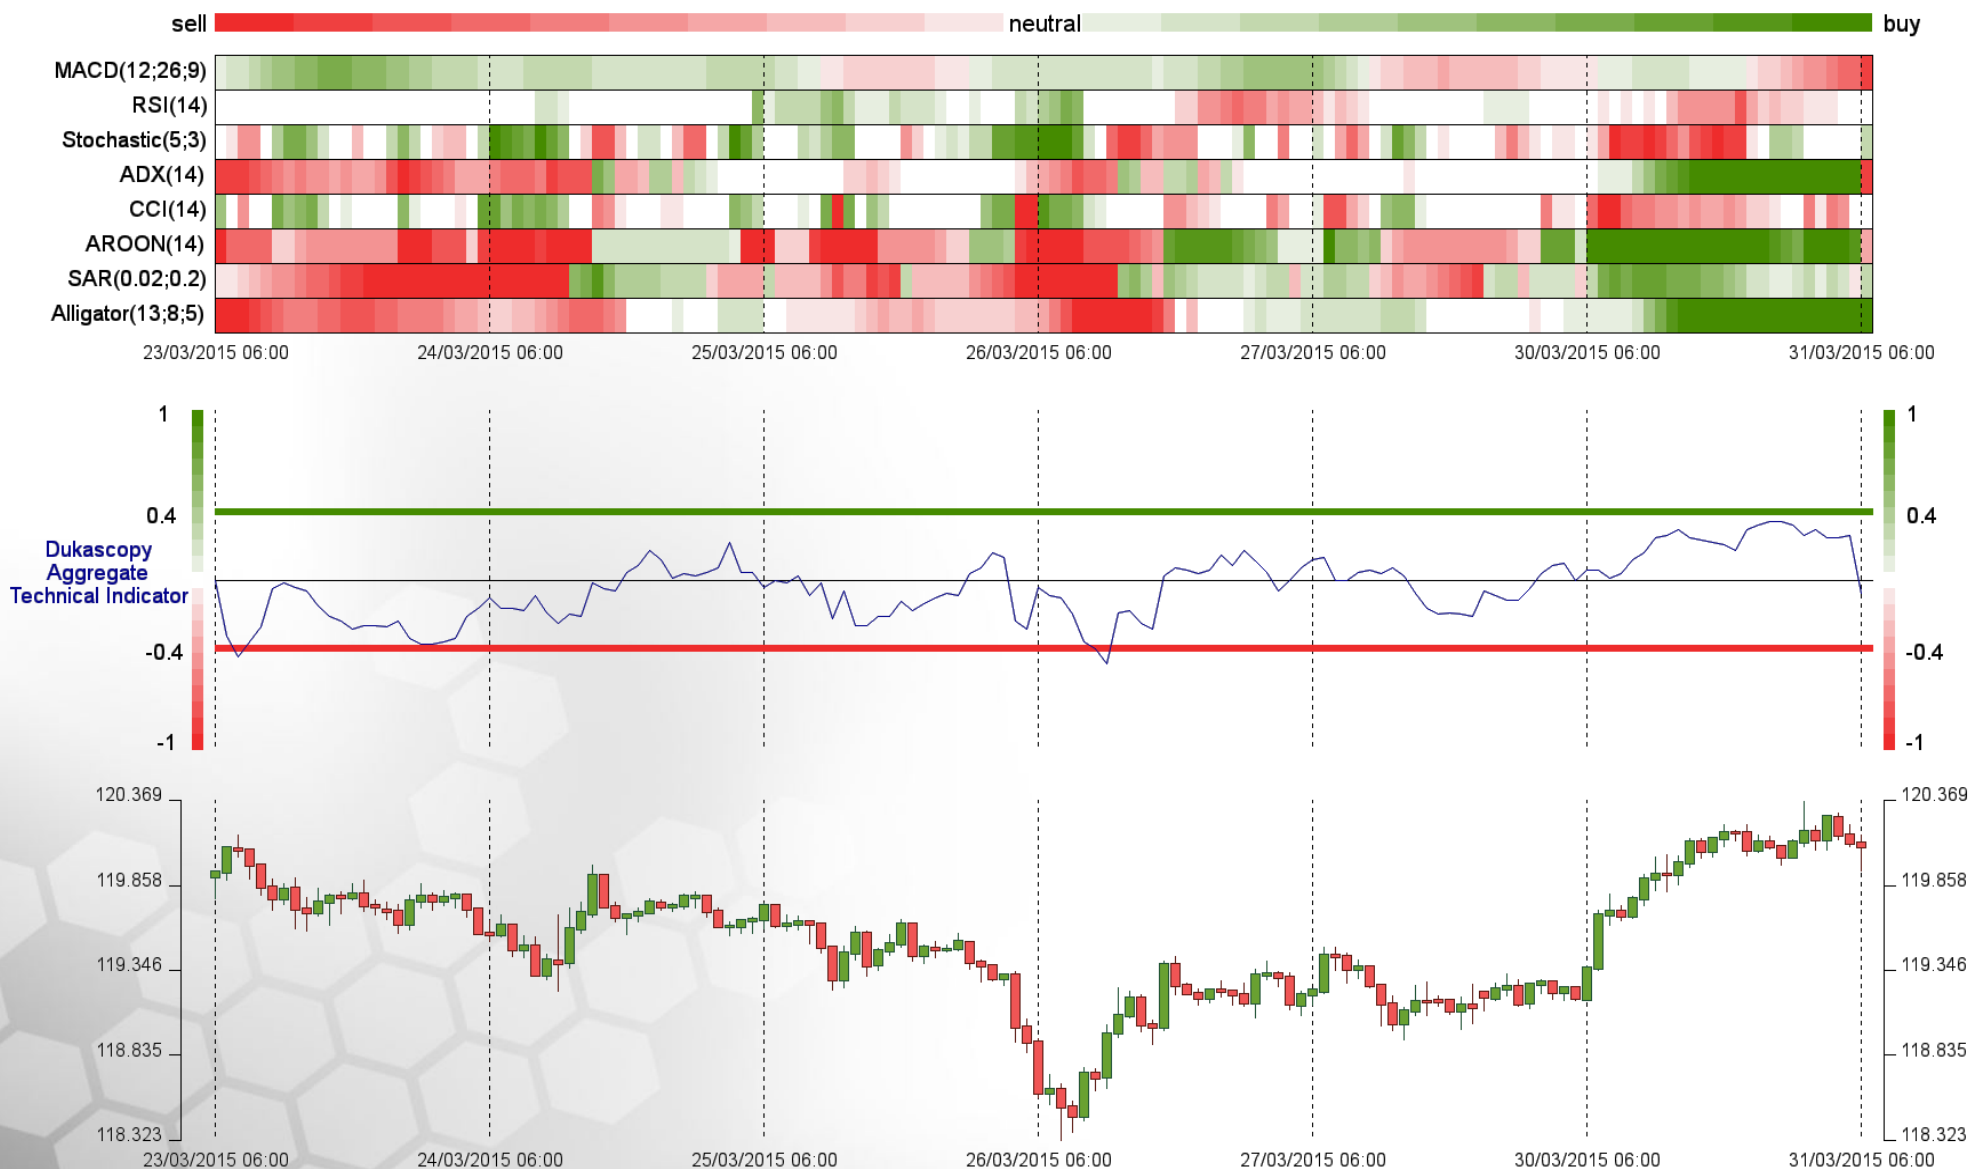 sell neutral buy
MACD(12;26;9)
RSI(14)
Stochastic(5;3)
ADX(14)
CCI(14)
AROON(14)
SAR(0.02;0.2)
Alligator(13;8;5)
23/03/2015 06:00 24/03/2015 06:00 25/03/2015 06:00 26/03/2015 06:00 27/03/2015 06:00 30/03/2015 06:00 31/03/2015 06:00
1 1
0.4 0.4
Dukascopy
Aggregate
Technical Indicator
-0.4 -0.4
-1 -1
120.369 120.369
119.858 119.858
119.346 119.346
118.835 118.835
118.323 118.323
23/03/2015 06:00 24/03/2015 06:00 25/03/2015 06:00 26/03/2015 06:00 27/03/2015 06:00 30/03/2015 06:00 31/03/2015 06:00